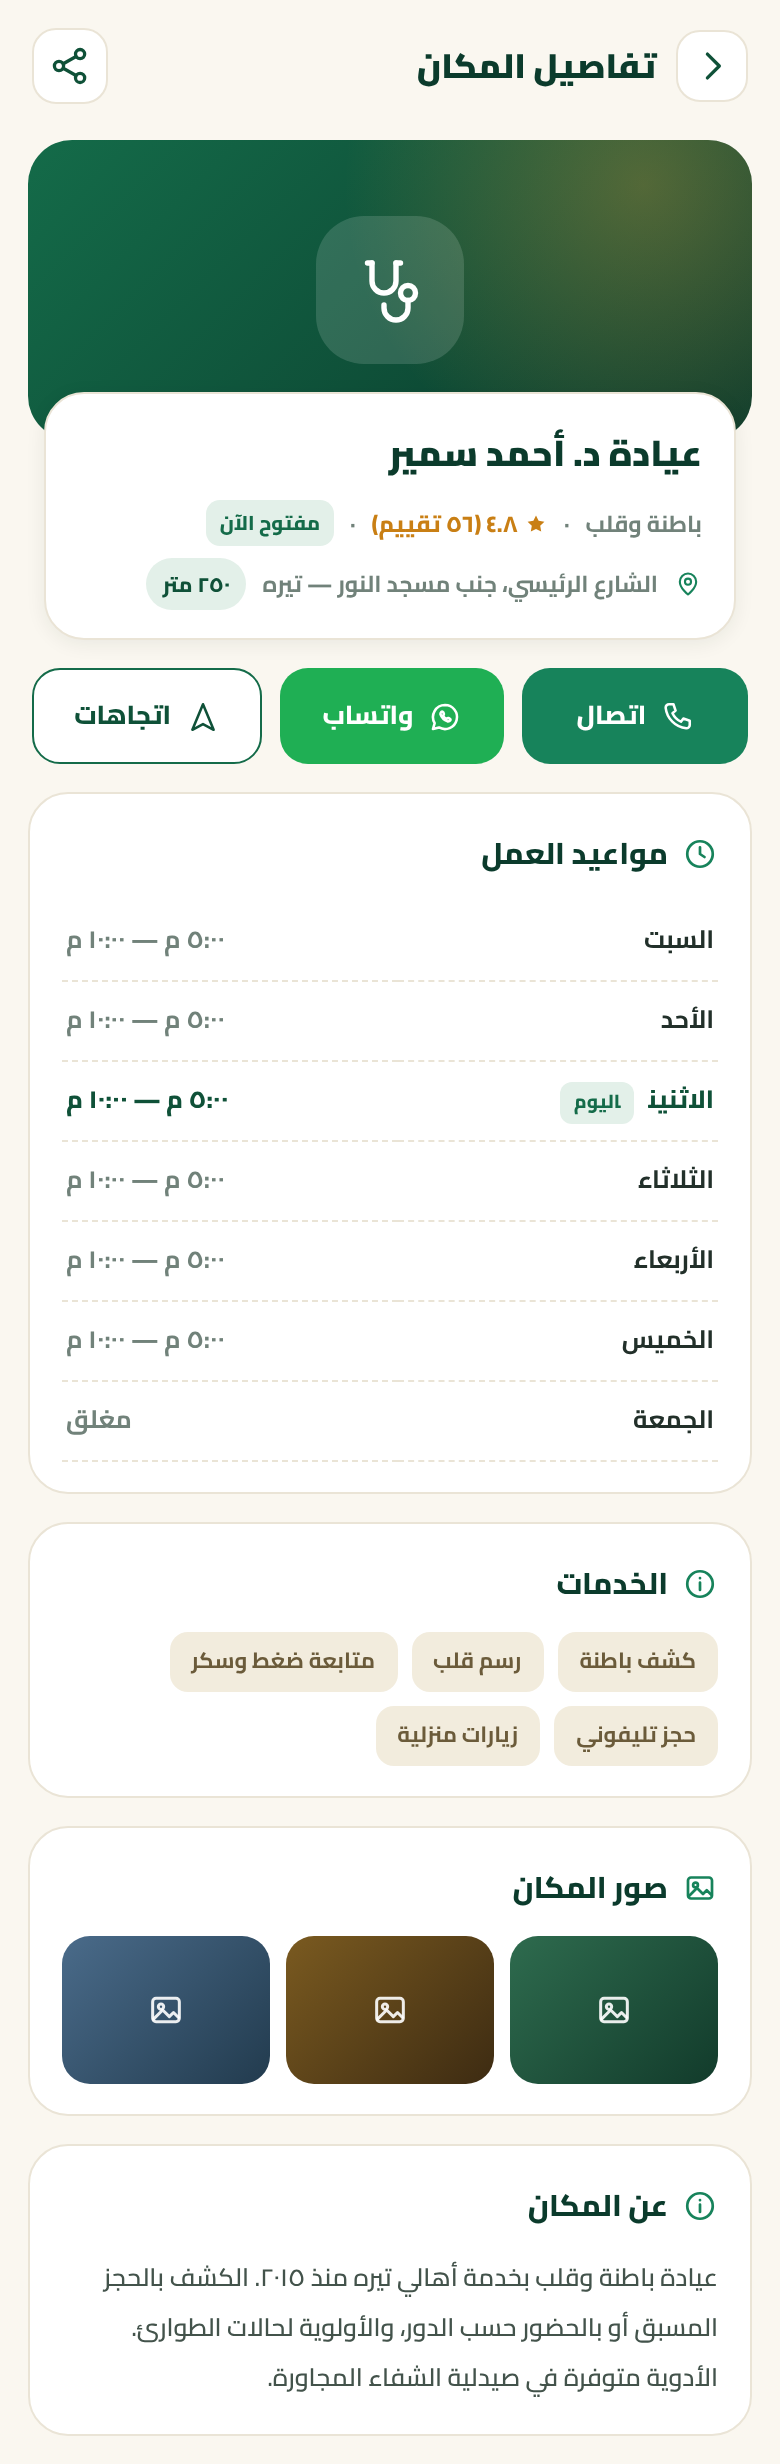 تفاصيل المكان
عيادة د. أحمد سمير
باطنة وقلب · ٤.٨ (٥٦ تقييم) · مفتوح الآن
الشارع الرئيسي، جنب مسجد النور — تيره ٢٥٠ متر
اتصال واتساب اتجاهات
مواعيد العمل
السبت ٥:٠٠ م — ١٠:٠٠ م
الأحد ٥:٠٠ م — ١٠:٠٠ م
الاثنين اليوم ٥:٠٠ م — ١٠:٠٠ م
الثلاثاء ٥:٠٠ م — ١٠:٠٠ م
الأربعاء ٥:٠٠ م — ١٠:٠٠ م
الخميس ٥:٠٠ م — ١٠:٠٠ م
الجمعة مغلق
الخدمات
كشف باطنة رسم قلب متابعة ضغط وسكر
حجز تليفوني زيارات منزلية
صور المكان
عن المكان
عيادة باطنة وقلب بخدمة أهالي تيره منذ ٢٠١٥. الكشف بالحجز
المسبق أو بالحضور حسب الدور، والأولوية لحالات الطوارئ.
الأدوية متوفرة في صيدلية الشفاء المجاورة.